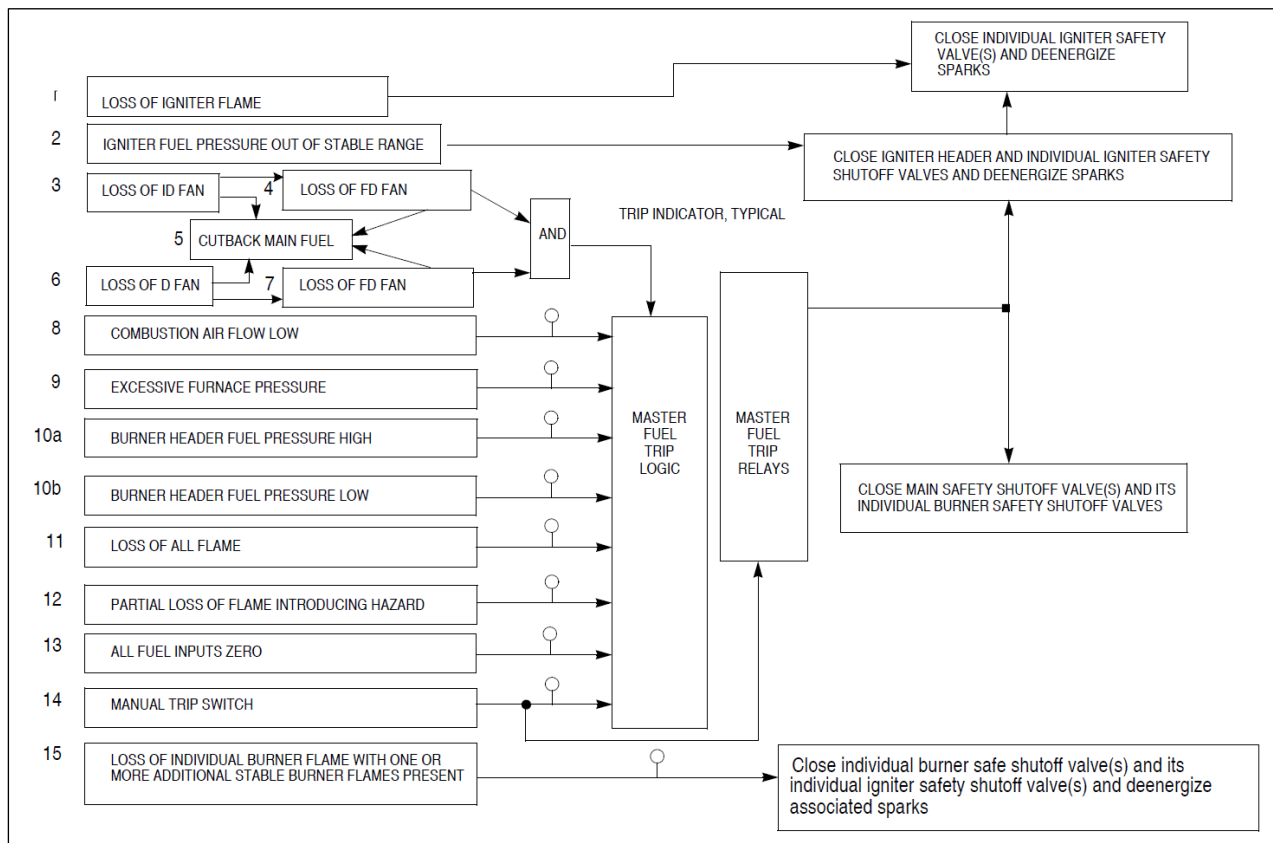 CLOSE INDIVIDUAL IGNITER SAFETY
VALVE(S) AND DEENERGIZE
SPARKS
1
LOSS OF IGNITER FLAME
2
IGNITER FUEL PRESSURE OUT OF STABLE RANGE
CLOSE IGNITER HEADER AND INDIVIDUAL IGNITER SAFETY
SHUTOFF VALVES AND DEENERGIZE SPARKS
3
LOSS OF ID FAN
4
LOSS OF FD FAN
TRIP INDICATOR, TYPICAL
AND
5
CUTBACK MAIN FUEL
6
LOSS OF D FAN
7
LOSS OF FD FAN
8
COMBUSTION AIR FLOW LOW
9
EXCESSIVE FURNACE PRESSURE
10a
BURNER HEADER FUEL PRESSURE HIGH
MASTER
FUEL
TRIP
LOGIC
MASTER
FUEL
TRIP
RELAYS
10b
BURNER HEADER FUEL PRESSURE LOW
CLOSE MAIN SAFETY SHUTOFF VALVE(S) AND ITS
INDIVIDUAL BURNER SAFETY SHUTOFF VALVES
11
LOSS OF ALL FLAME
12
PARTIAL LOSS OF FLAME INTRODUCING HAZARD
13
ALL FUEL INPUTS ZERO
14
MANUAL TRIP SWITCH
15
LOSS OF INDIVIDUAL BURNER FLAME WITH ONE OR
MORE ADDITIONAL STABLE BURNER FLAMES PRESENT
Close individual burner safe shutoff valve(s) and its
individual igniter safety shutoff valve(s) and deenergize
associated sparks